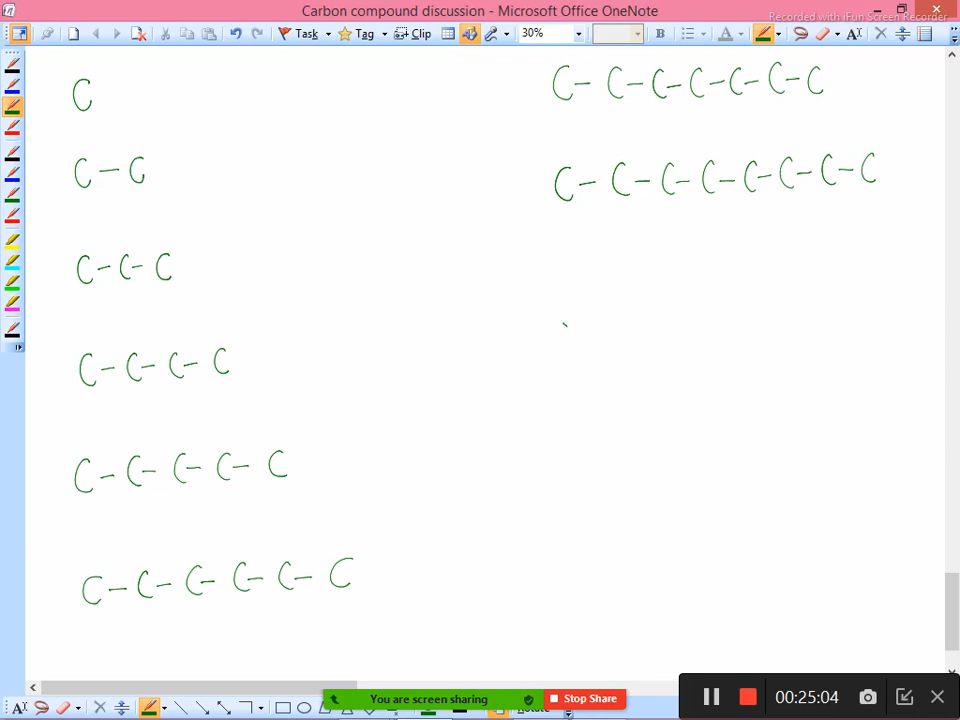 Carbon compound discussion - Microsoft Office OneNote
Recorded with iFun Screen Recorder
Task Tag Clip 30% B A A
C
C - C
C - C - C
C - C - C - C
C - C - C - C - C
C - C - C - C - C - C
C - C - C - C - C - C - C
C - C - C - C - C - C - C - C
You are screen sharing Stop Share
00:25:04
A